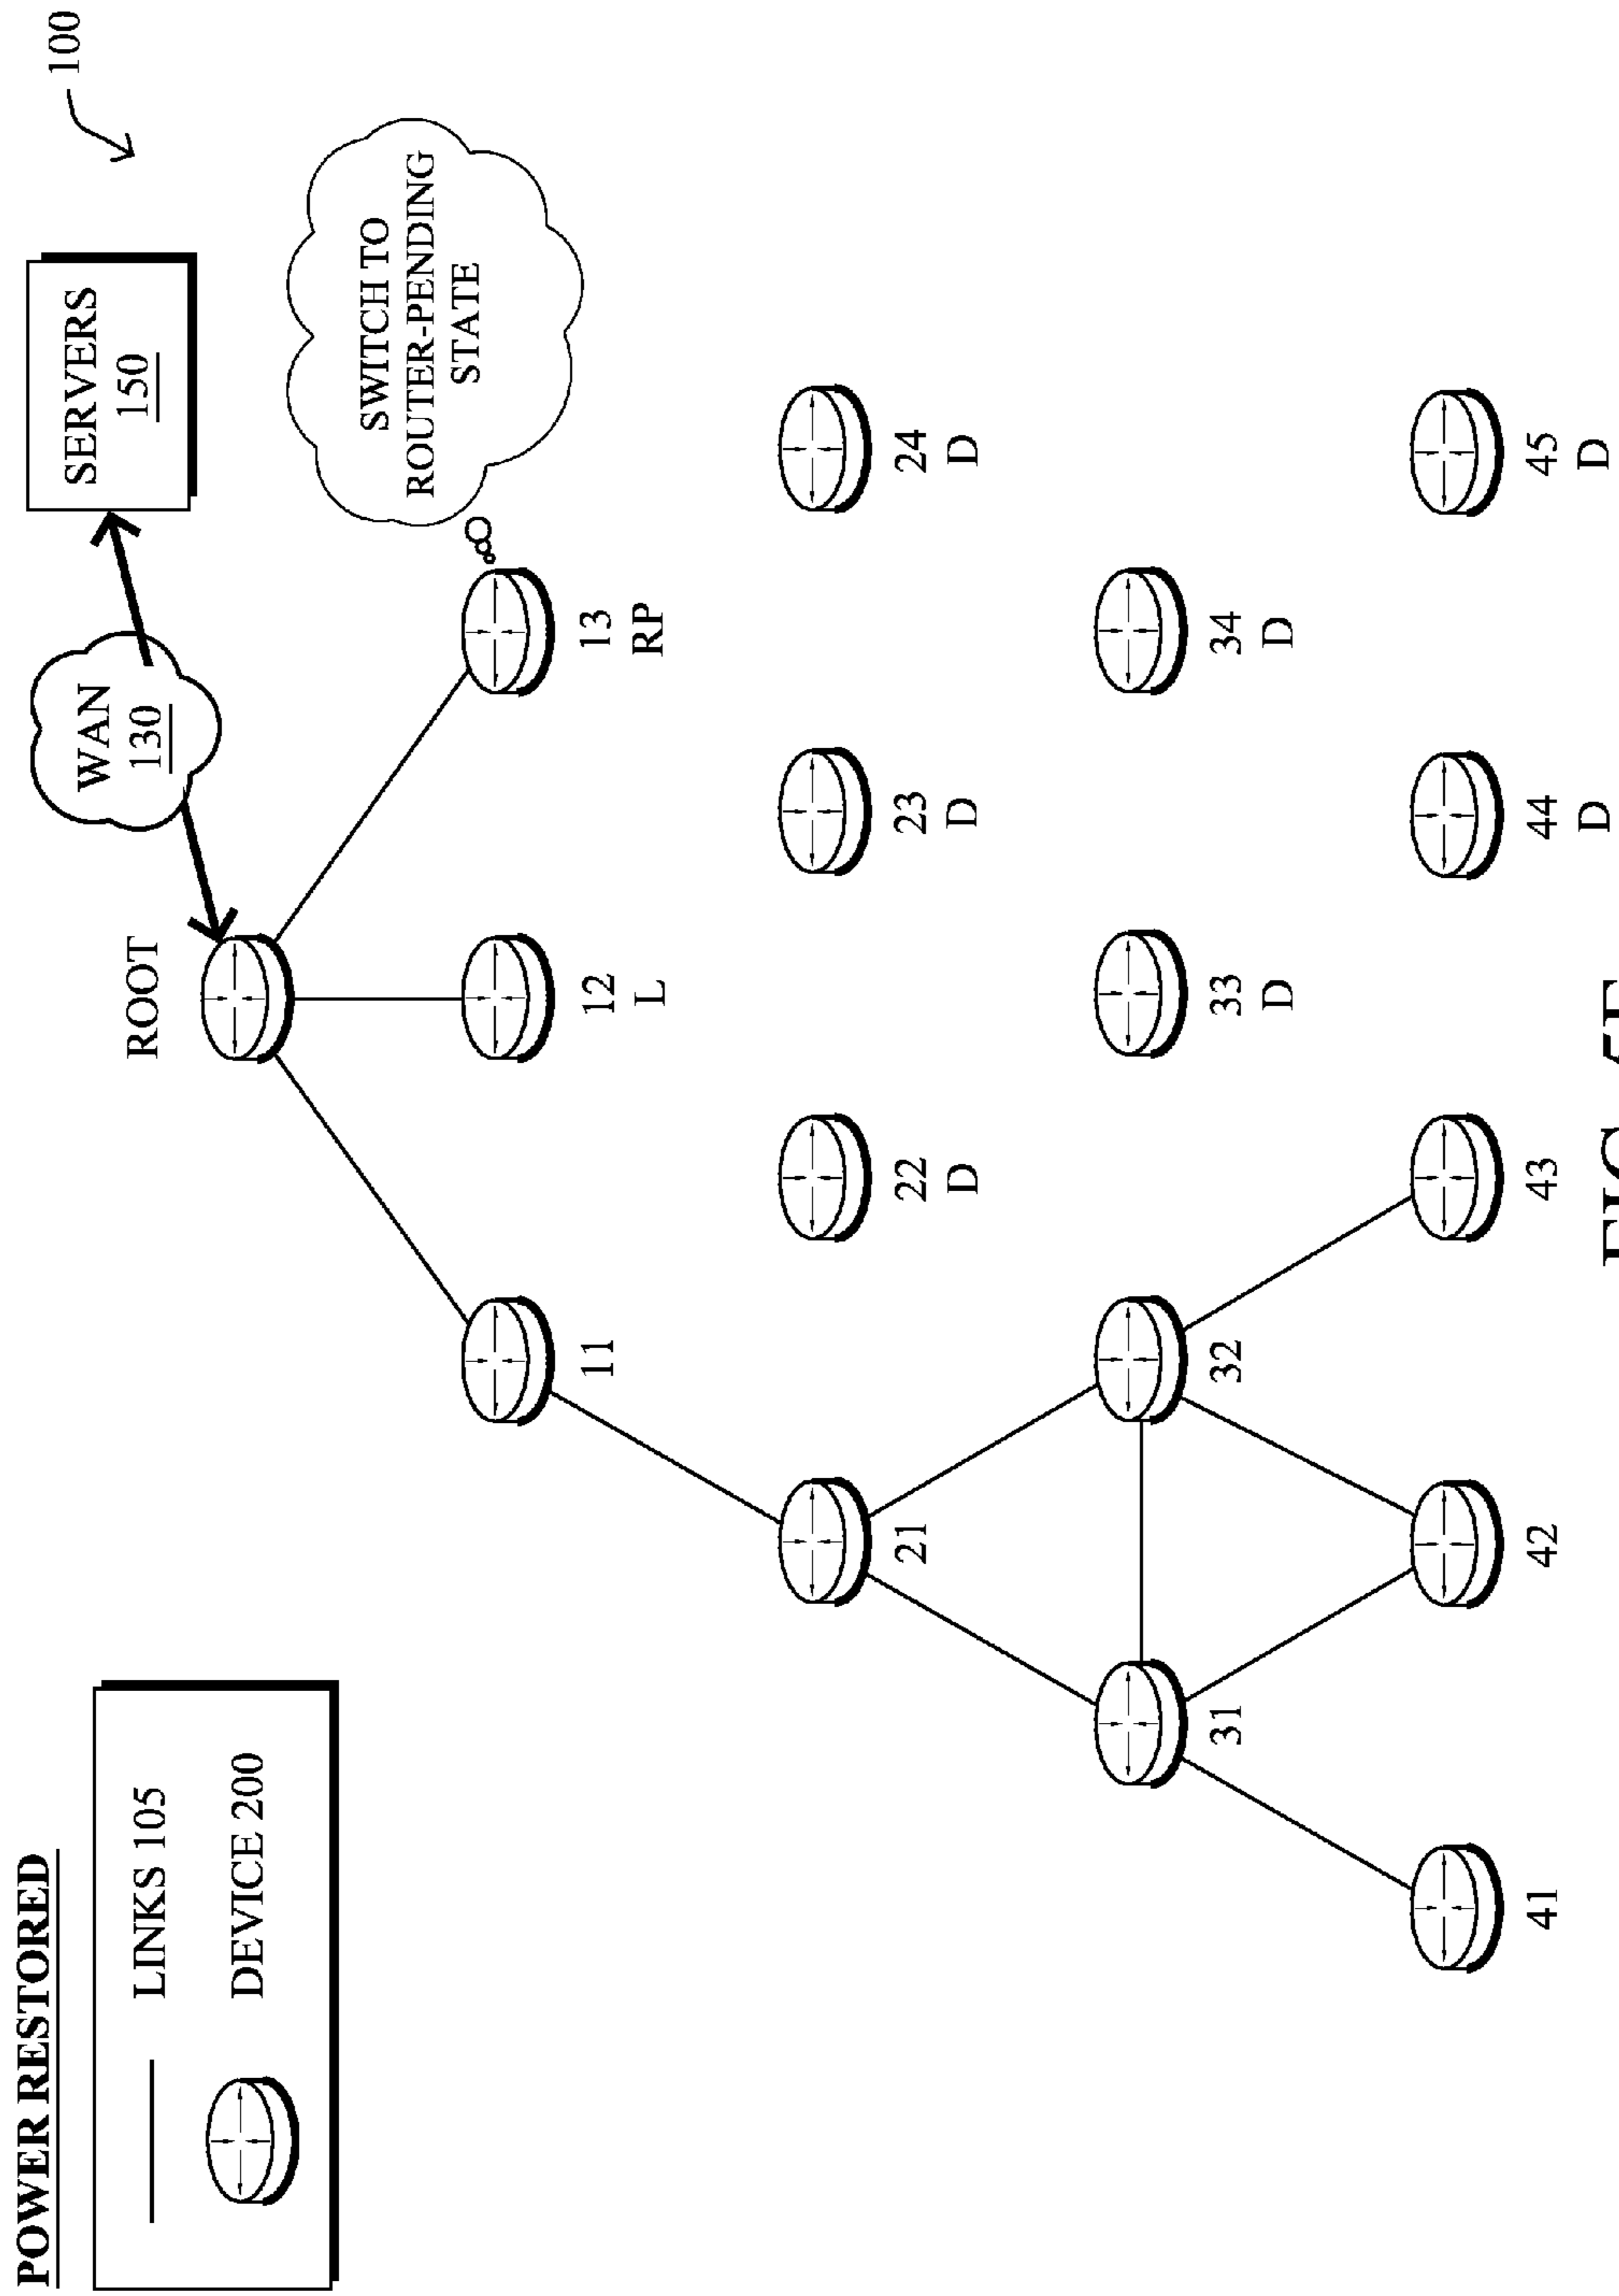 POWER RESTORED
LINKS 105
DEVICE 200
100
SERVERS
150
WAN
130
ROOT
SWITCH TO
ROUTER-PENDING
STATE
11
12
L
13
RP
21
22
D
23
D
24
D
31
32
33
D
34
D
41
42
43
44
D
45
D